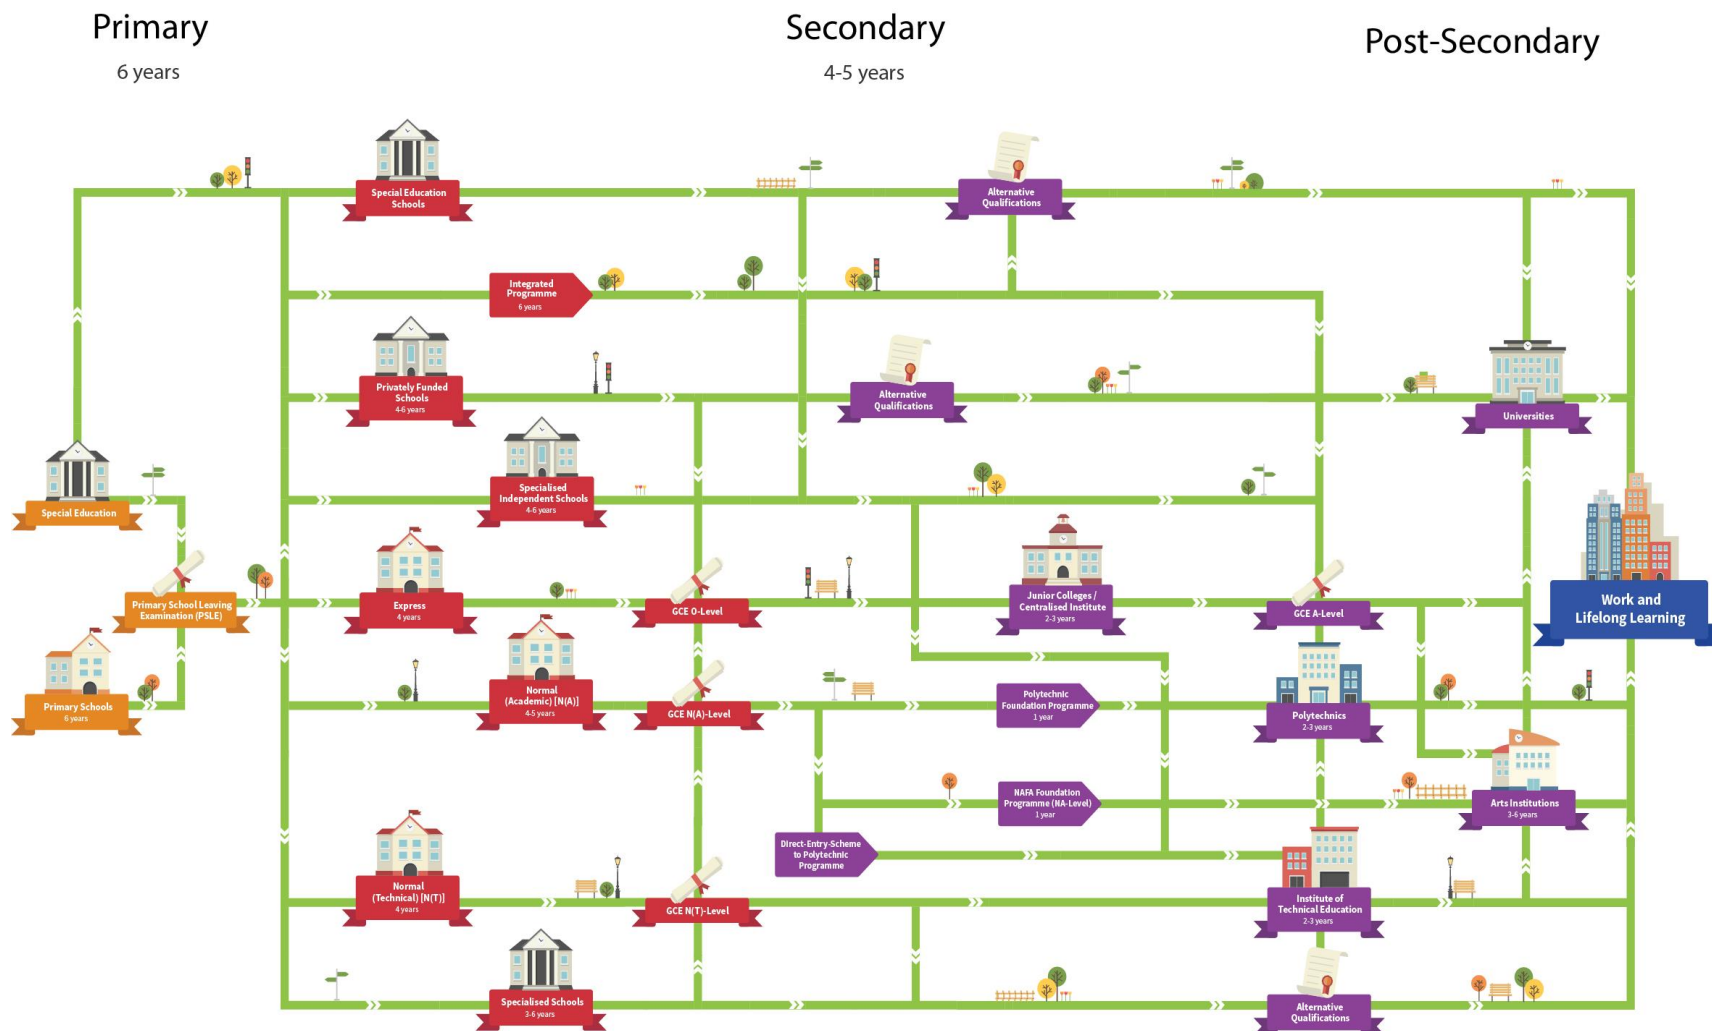 Primary
6 years
Secondary
4-5 years
Post-Secondary
Special Education
Schools
Alternative
Qualifications
Integrated
Programme
6 years
Privately Funded
Schools
4-6 years
Alternative
Qualifications
Universities
Special Education
Specialised
Independent Schools
4-6 years
Primary School Leaving
Examination (PSLE)
Express
4 years
GCE O-Level
Junior Colleges /
Centralised Institute
2-3 years
GCE A-Level
Work and
Lifelong Learning
Primary Schools
6 years
Normal
(Academic) [N(A)]
4-5 years
GCE N(A)-Level
Polytechnic
Foundation Programme
1 year
Polytechnics
2-3 years
NAFA Foundation
Programme (NA-Level)
1 year
Arts Institutions
3-6 years
Direct-Entry-Scheme
to Polytechnic
Programme
Normal
(Technical) [N(T)]
4 years
GCE N(T)-Level
Institute of
Technical Education
2-3 years
Specialised Schools
3-6 years
Alternative
Qualifications